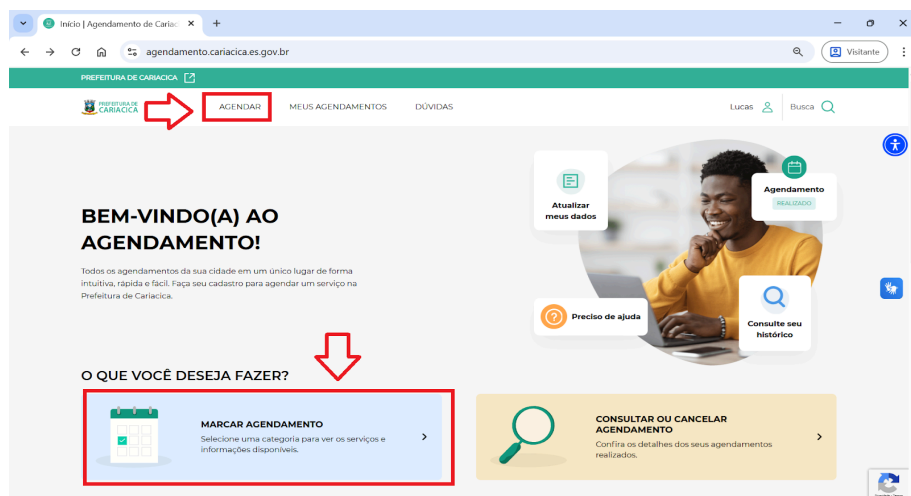 Início | Agendamento de Cariac
agendamento.cariacica.es.gov.br
Visitante
PREFEITURA DE CARIACICA
PREFEITURA DE
CARIACICA
AGENDAR
MEUS AGENDAMENTOS
DÚVIDAS
Lucas
Busca
BEM-VINDO(A) AO
AGENDAMENTO!
Todos os agendamentos da sua cidade em um único lugar de forma
intuitiva, rápida e fácil. Faça seu cadastro para agendar um serviço na
Prefeitura de Cariacica.
Atualizar
meus dados
Agendamento
REALIZADO
Preciso de ajuda
Consulte seu
histórico
O QUE VOCÊ DESEJA FAZER?
MARCAR AGENDAMENTO
Selecione uma categoria para ver os serviços e
informações disponíveis.
CONSULTAR OU CANCELAR
AGENDAMENTO
Confira os detalhes dos seus agendamentos
realizados.